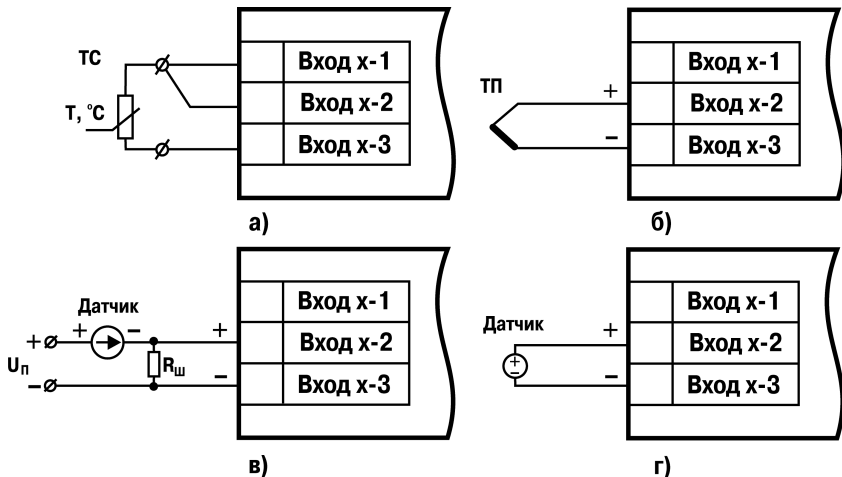 ТС
T, °C
Вход x-1
Вход x-2
Вход x-3
а)
ТП
+
–
Вход x-1
Вход x-2
Вход x-3
б)
Датчик
+ + – +
Uп
Rш
– –
Вход x-1
Вход x-2
Вход x-3
в)
Датчик
+
–
+
–
Вход x-1
Вход x-2
Вход x-3
г)